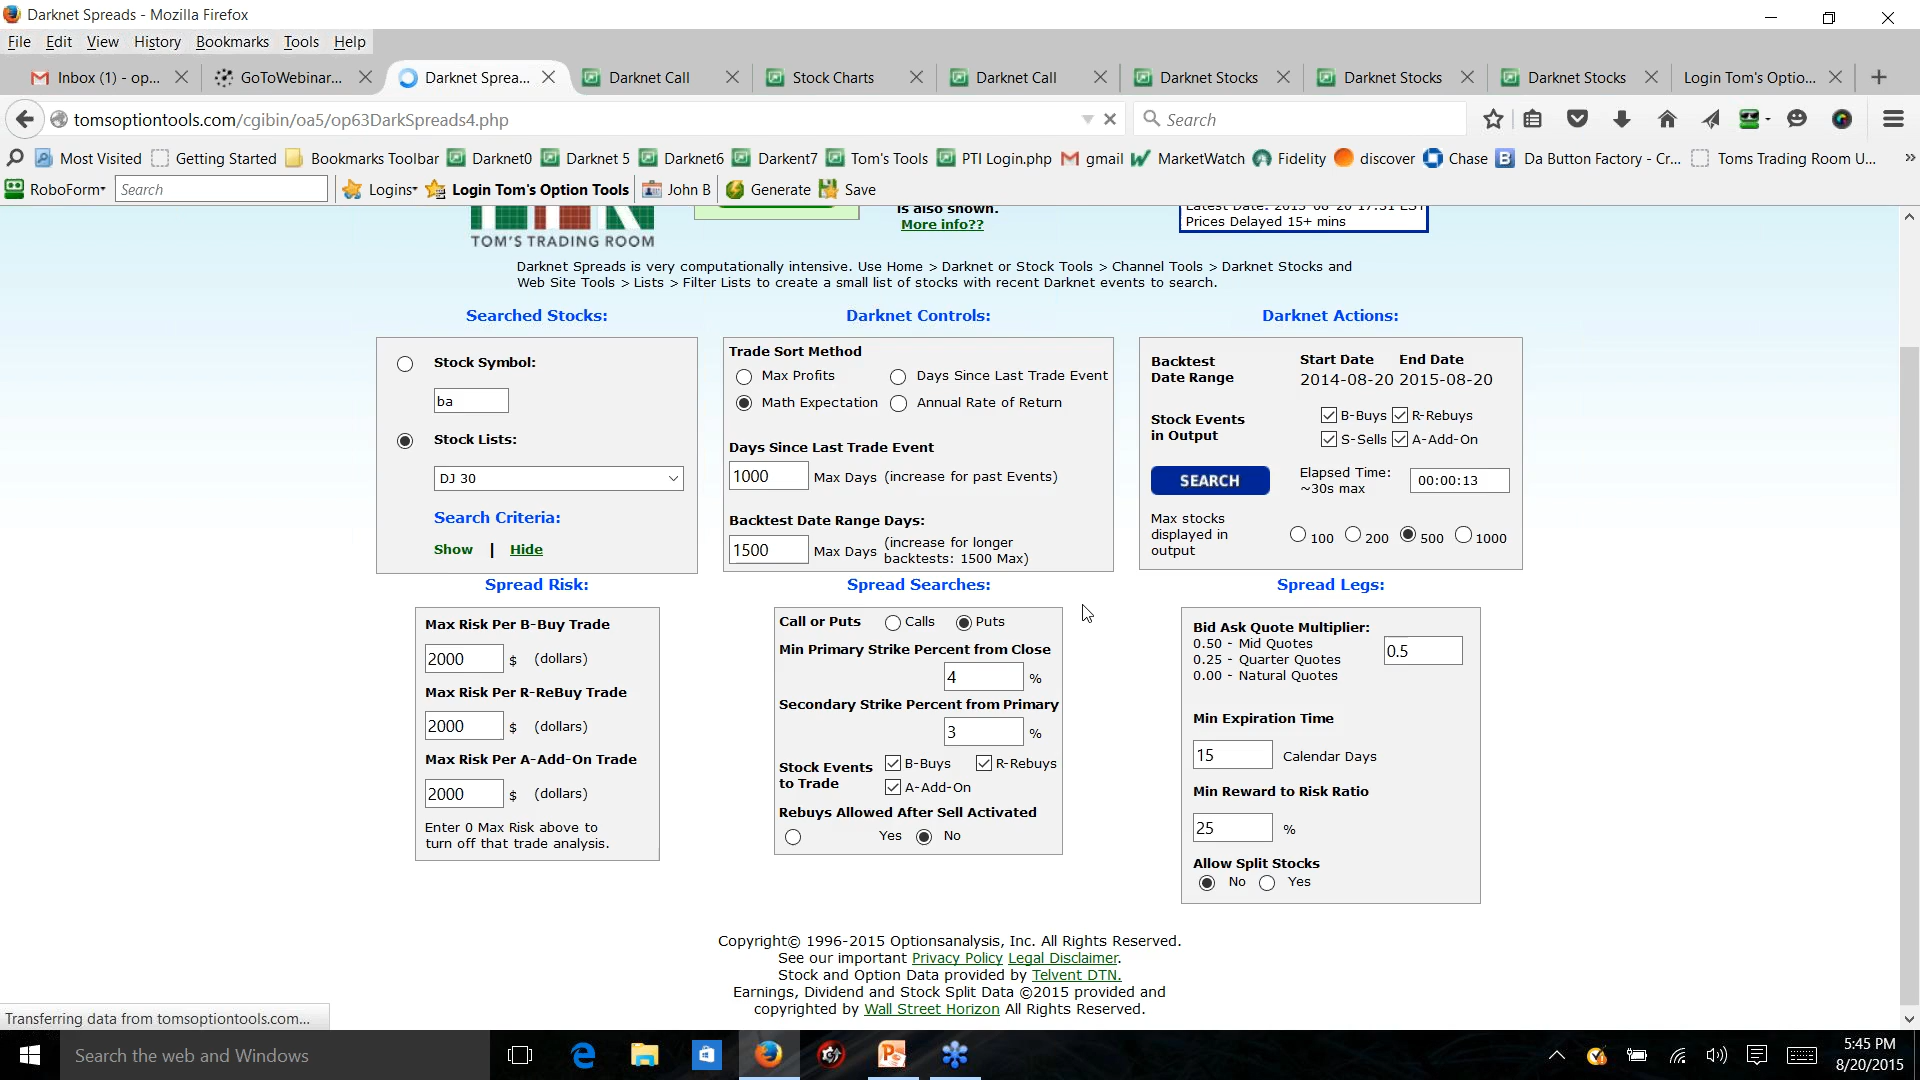 Darknet Spreads - Mozilla Firefox
File Edit View History Bookmarks Tools Help
Inbox (1) - op... GoToWebinar... Darknet Sprea... Darknet Call Stock Charts Darknet Call Darknet Stocks Darknet Stocks Darknet Stocks Login Tom's Optio...
tomsoptiontools.com/cgibin/oa5/op63DarkSpreads4.php Search
Most Visited Getting Started Bookmarks Toolbar Darknet0 Darknet 5 Darknet6 Darkent7 Tom's Tools PTI Login.php gmail MarketWatch Fidelity discover Chase Da Button Factory - Cr... Toms Trading Room U... »
RoboForm Search Logins Login Tom's Option Tools John B Generate Save
is also shown.
More info??
Latest Date: 2015-08-20 17:31 EST
Prices Delayed 15+ mins
TOM'S TRADING ROOM
Darknet Spreads is very computationally intensive. Use Home > Darknet or Stock Tools > Channel Tools > Darknet Stocks and
Web Site Tools > Lists > Filter Lists to create a small list of stocks with recent Darknet events to search.
Searched Stocks:
Stock Symbol:
ba
Stock Lists:
DJ 30
Search Criteria:
Show | Hide
Darknet Controls:
Trade Sort Method
Max Profits Days Since Last Trade Event
Math Expectation Annual Rate of Return
Days Since Last Trade Event
1000 Max Days (increase for past Events)
Backtest Date Range Days:
1500 Max Days (increase for longer
backtests: 1500 Max)
Darknet Actions:
Backtest Start Date End Date
Date Range 2014-08-20 2015-08-20
Stock Events B-Buys R-Rebuys
in Output S-Sells A-Add-On
SEARCH Elapsed Time: 00:00:13
~30s max
Max stocks
displayed in 100 200 500 1000
output
Spread Risk:
Max Risk Per B-Buy Trade
2000 $ (dollars)
Max Risk Per R-ReBuy Trade
2000 $ (dollars)
Max Risk Per A-Add-On Trade
2000 $ (dollars)
Enter 0 Max Risk above to
turn off that trade analysis.
Spread Searches:
Call or Puts Calls Puts
Min Primary Strike Percent from Close
4 %
Secondary Strike Percent from Primary
3 %
Stock Events B-Buys R-Rebuys
to Trade A-Add-On
Rebuys Allowed After Sell Activated
Yes No
Spread Legs:
Bid Ask Quote Multiplier:
0.50 - Mid Quotes 0.5
0.25 - Quarter Quotes
0.00 - Natural Quotes
Min Expiration Time
15 Calendar Days
Min Reward to Risk Ratio
25 %
Allow Split Stocks
No Yes
Copyright© 1996-2015 Optionsanalysis, Inc. All Rights Reserved.
See our important Privacy Policy Legal Disclaimer.
Stock and Option Data provided by Telvent DTN.
Earnings, Dividend and Stock Split Data ©2015 provided and
copyrighted by Wall Street Horizon All Rights Reserved.
Transferring data from tomsoptiontools.com...
Search the web and Windows
5:45 PM
8/20/2015